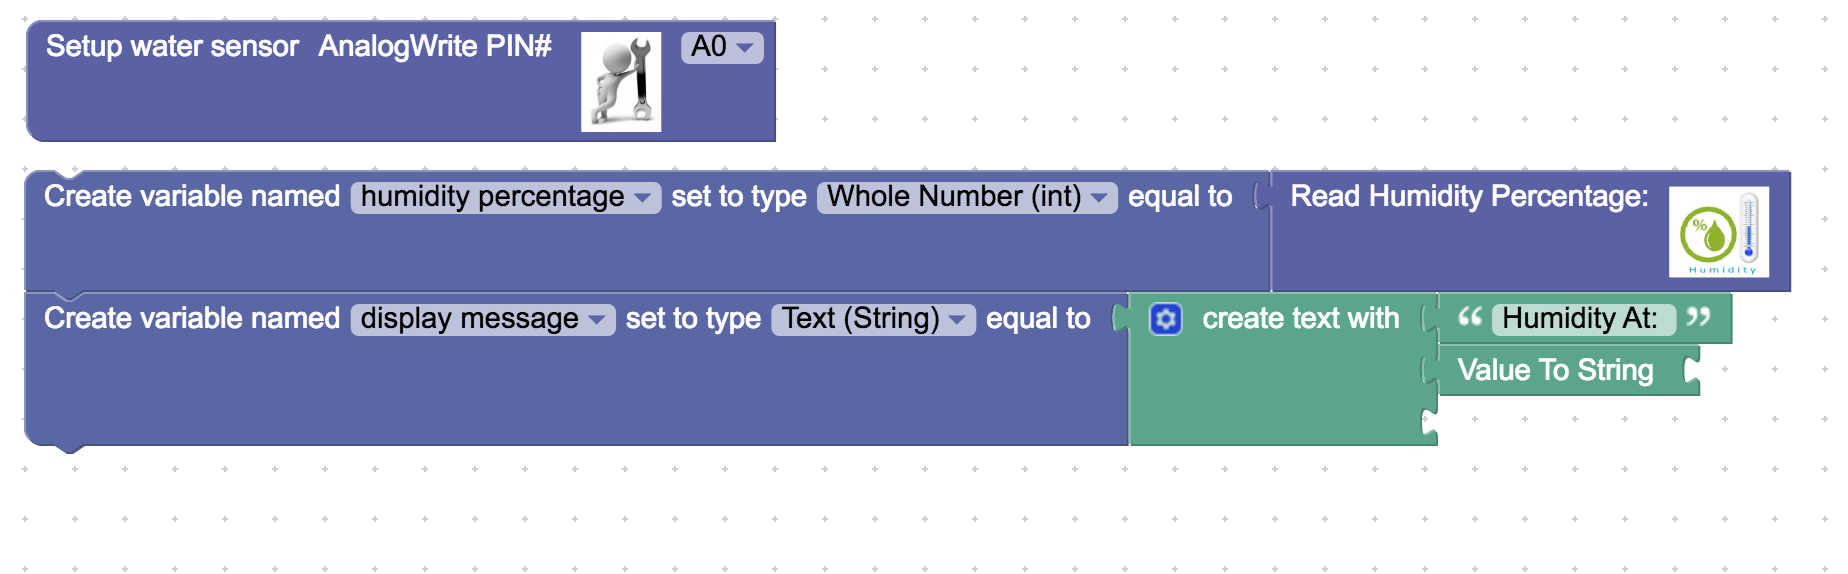 Setup water sensor AnalogWrite PIN# A0
Create variable named humidity percentage set to type Whole Number (int) equal to Read Humidity Percentage:
%
Humidity
Create variable named display message set to type Text (String) equal to create text with “ Humidity At: ”
Value To String